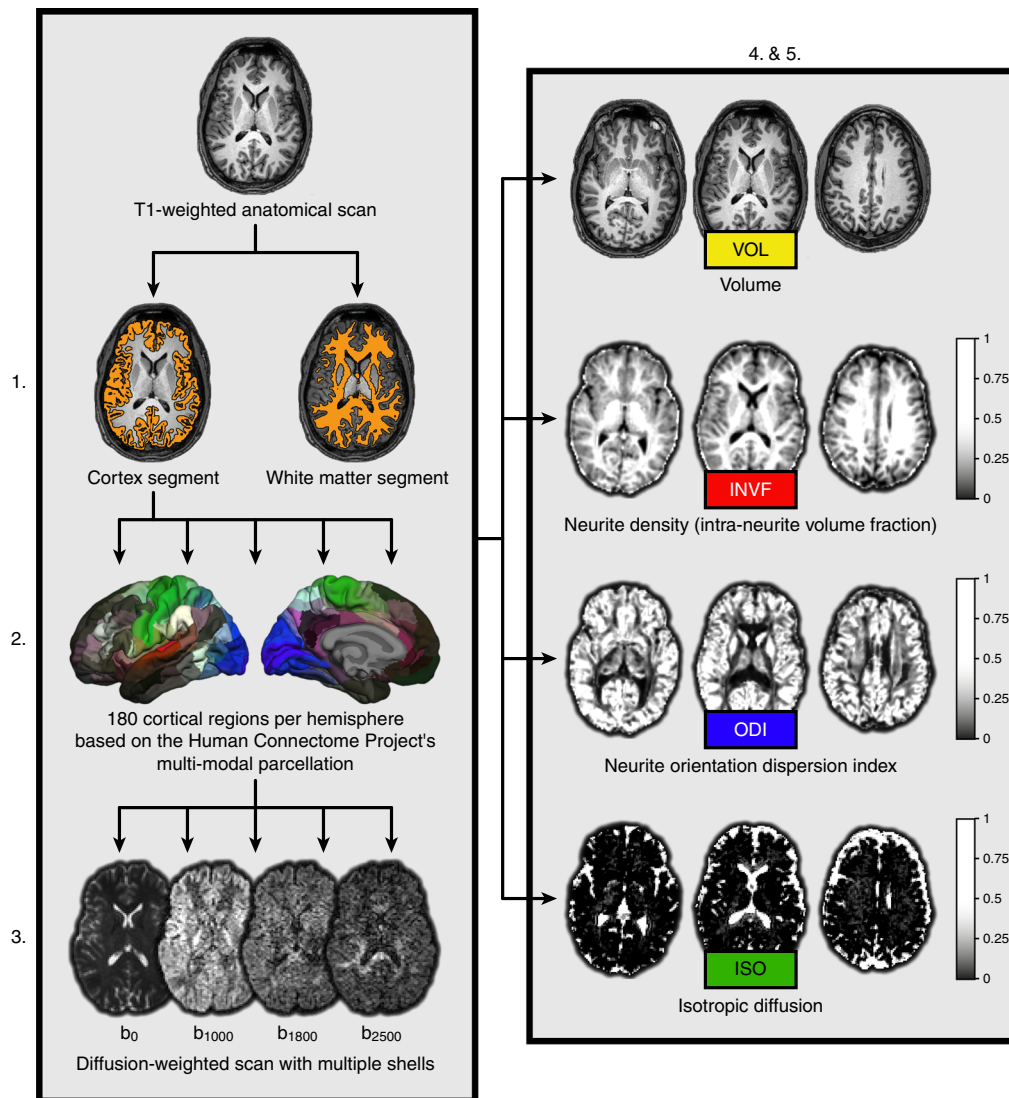 T1-weighted anatomical scan
1.
Cortex segment
White matter segment
2.
180 cortical regions per hemisphere
based on the Human Connectome Project's
multi-modal parcellation
3.
b0
b1000
b1800
b2500
Diffusion-weighted scan with multiple shells
4. & 5.
VOL
Volume
1
0.75
0.5
0.25
0
INVF
Neurite density (intra-neurite volume fraction)
1
0.75
0.5
0.25
0
ODI
Neurite orientation dispersion index
1
0.75
0.5
0.25
0
ISO
Isotropic diffusion